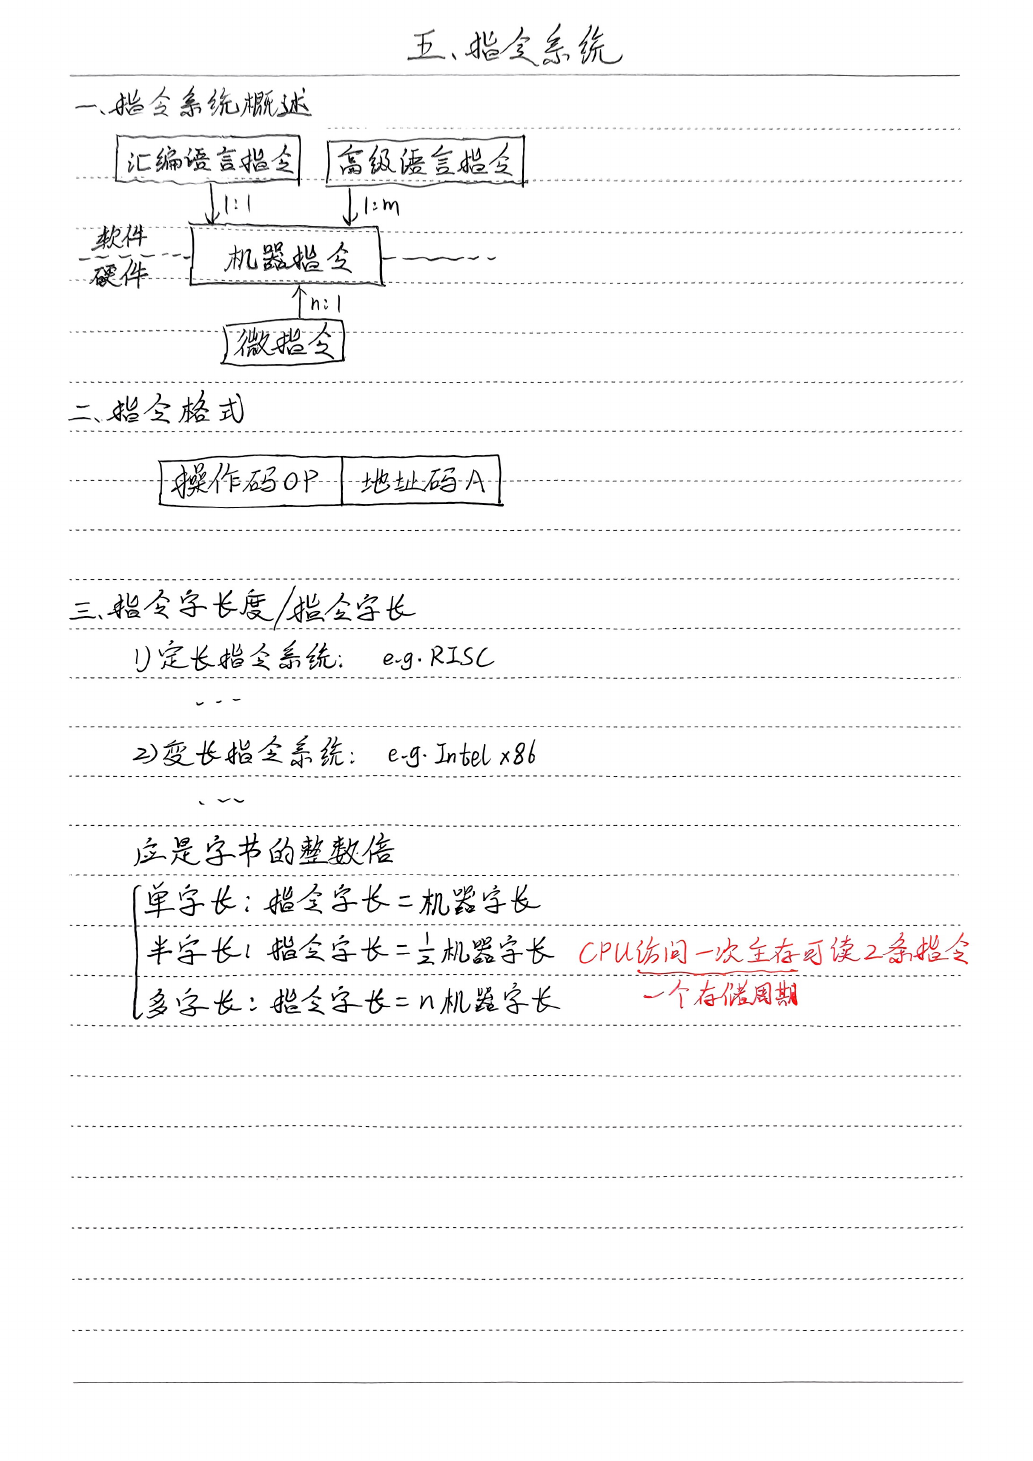 五、指令系统
一、指令系统概述
汇编语言指令 高级语言指令
1:1 1:m
软件
机器指令
硬件
n:1
微指令
二、指令格式
操作码OP 地址码A
三、指令字长度/指令字长
1)定长指令系统: e.g.RISC
...
2)变长指令系统: e.g.Intel x86
...
应是字节的整数倍
单字长:指令字长=机器字长
半字长:指令字长=1/2机器字长 CPU访问一次主存可读2条指令
多字长:指令字长=n机器字长 一个存储周期